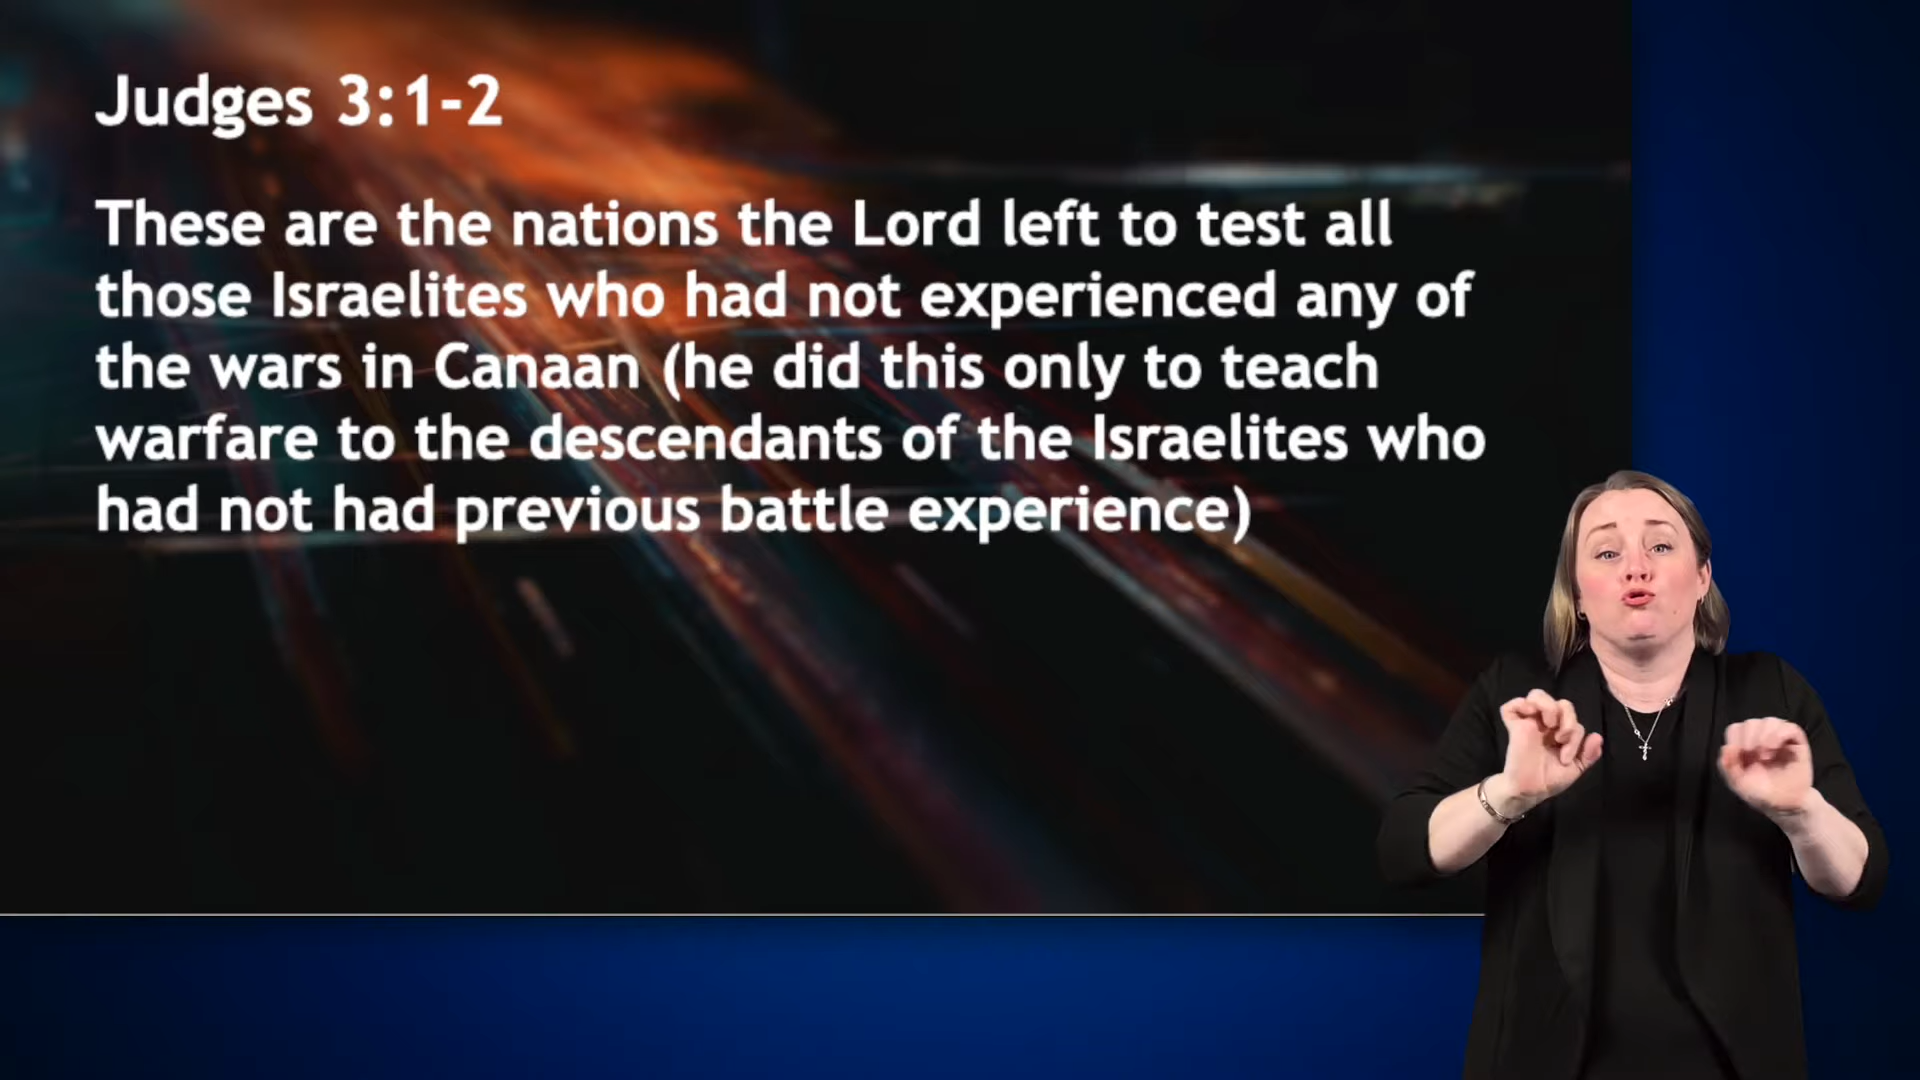 Judges 3:1-2
These are the nations the Lord left to test all
those Israelites who had not experienced any of
the wars in Canaan (he did this only to teach
warfare to the descendants of the Israelites who
had not had previous battle experience)